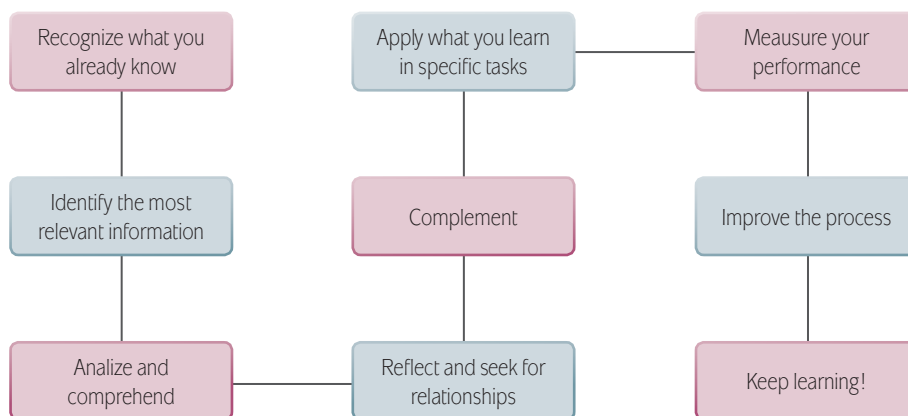 Recognize what you
already know
Identify the most
relevant information
Analize and
comprehend
Reflect and seek for
relationships
Complement
Apply what you learn
in specific tasks
Meausure your
performance
Improve the process
Keep learning!